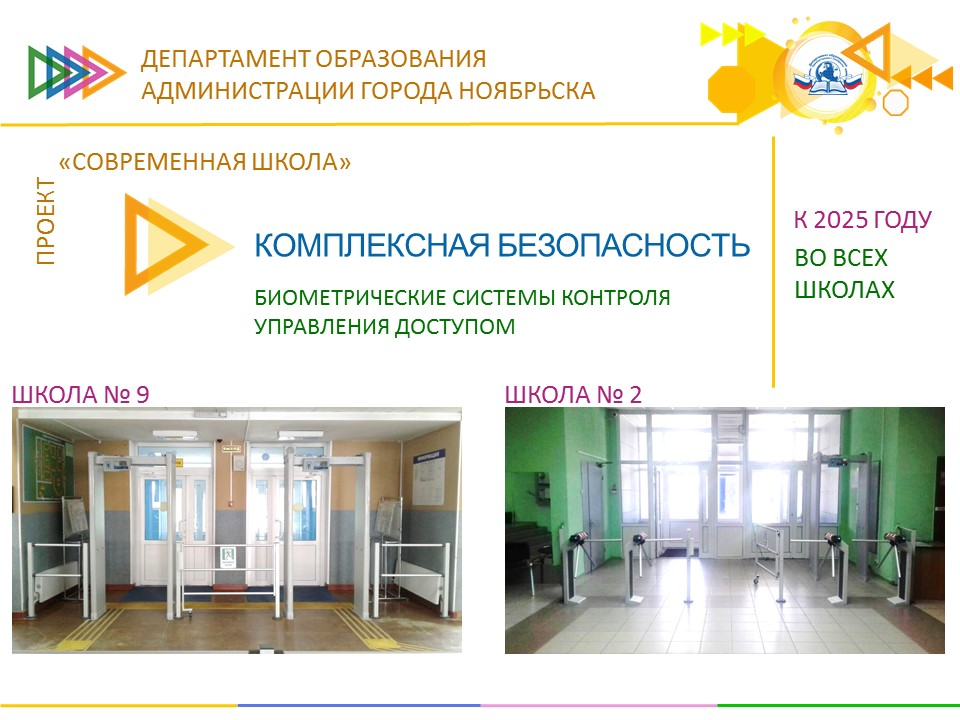 ДЕПАРТАМЕНТ ОБРАЗОВАНИЯ
АДМИНИСТРАЦИИ ГОРОДА НОЯБРЬСКА
«СОВРЕМЕННАЯ ШКОЛА»
ПРОЕКТ
КОМПЛЕКСНАЯ БЕЗОПАСНОСТЬ
БИОМЕТРИЧЕСКИЕ СИСТЕМЫ КОНТРОЛЯ
УПРАВЛЕНИЯ ДОСТУПОМ
К 2025 ГОДУ
ВО ВСЕХ
ШКОЛАХ
ШКОЛА № 9
ШКОЛА № 2